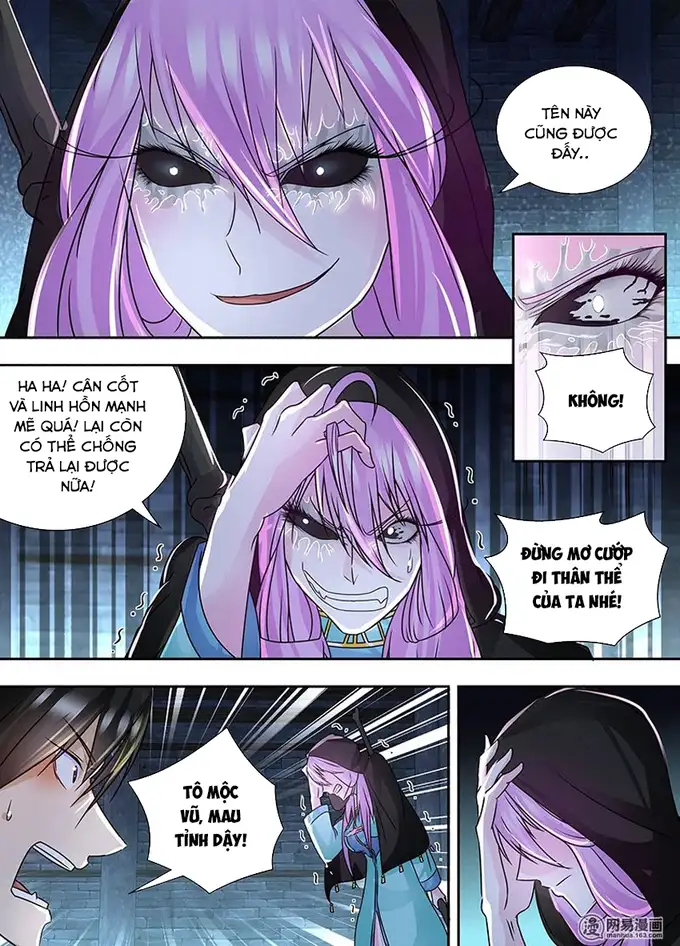 TÊN NÀY
CŨNG ĐƯỢC
ĐẤY..
KHÔNG!
HA HA! CÂN CỐT
VÀ LINH HỒN MẠNH
MẼ QUÁ! LẠI CÒN
CÓ THỂ CHỐNG
TRẢ LẠI ĐƯỢC
NỮA!
ĐỪNG MƠ CƯỚP
ĐI THÂN THỂ
CỦA TA NHÉ!
TÔ MỘC
VŨ, MAU
TỈNH DẬY!
网易漫画
manhua.163.com